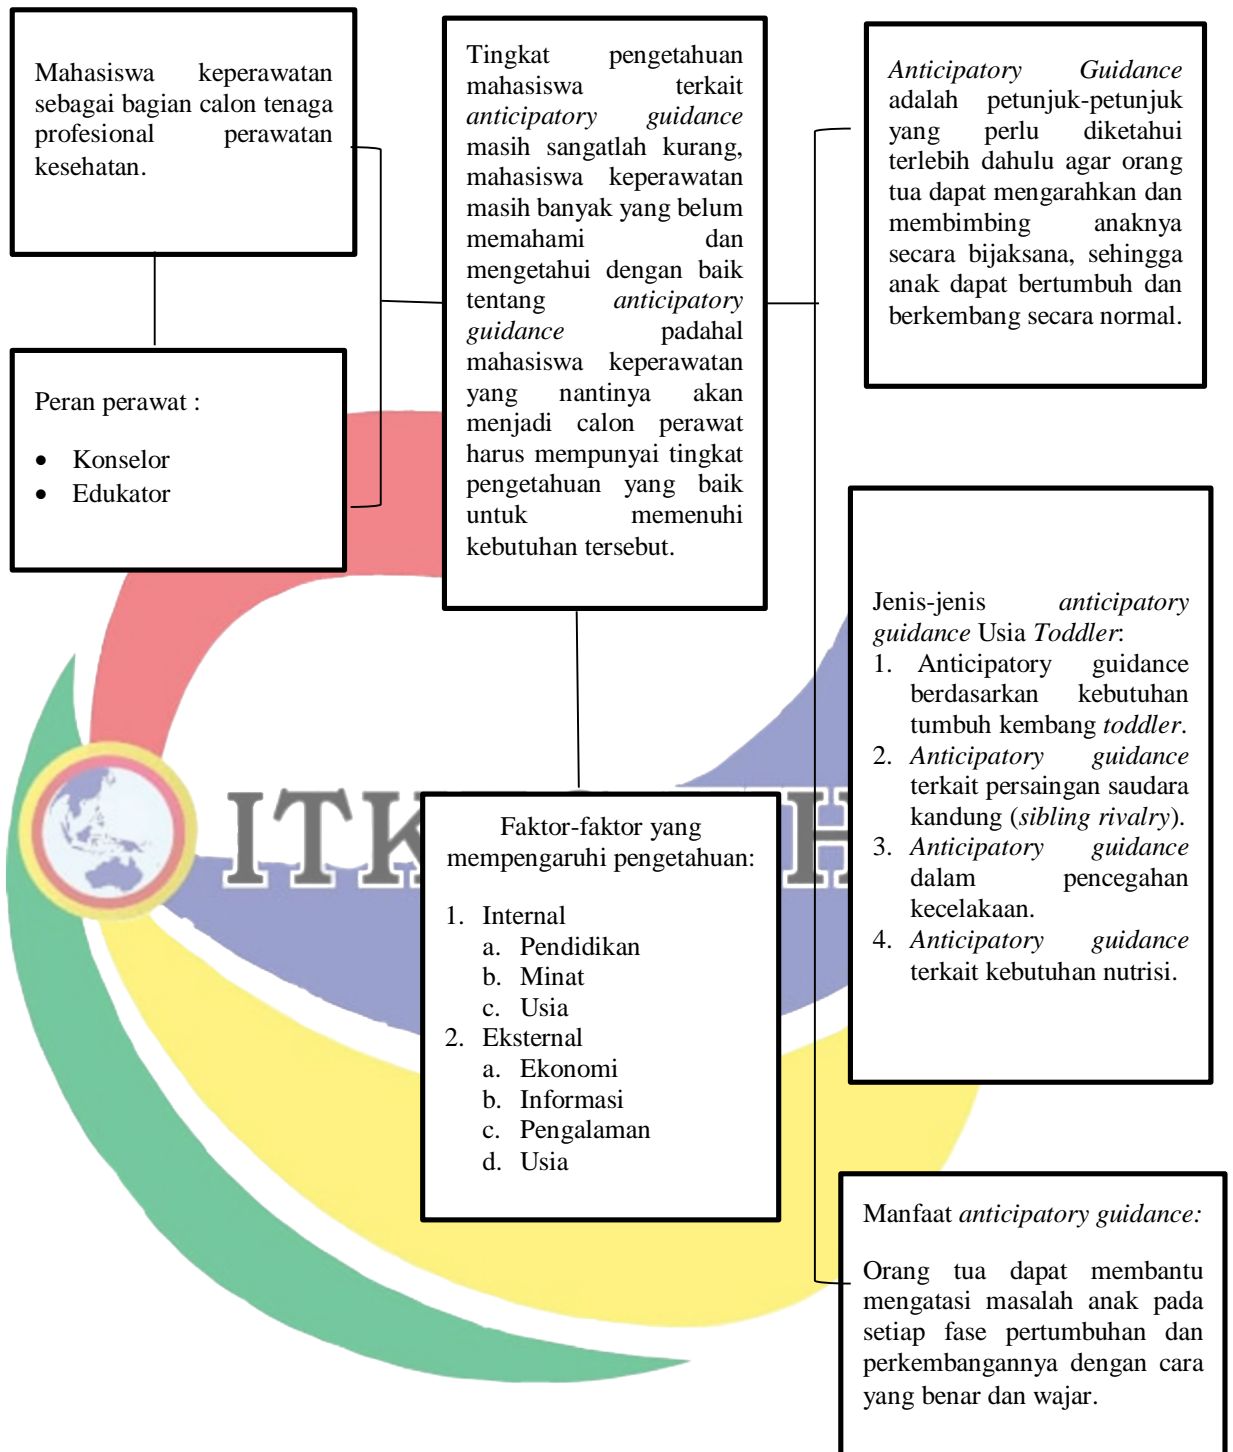 Mahasiswa keperawatan
sebagai bagian calon tenaga
profesional perawatan
kesehatan.
Peran perawat :
• Konselor
• Edukator
Tingkat pengetahuan
mahasiswa terkait
anticipatory guidance
masih sangatlah kurang,
mahasiswa keperawatan
masih banyak yang belum
memahami dan
mengetahui dengan baik
tentang anticipatory
guidance padahal
mahasiswa keperawatan
yang nantinya akan
menjadi calon perawat
harus mempunyai tingkat
pengetahuan yang baik
untuk memenuhi
kebutuhan tersebut.
Faktor-faktor yang
mempengaruhi pengetahuan:
1. Internal
a. Pendidikan
b. Minat
c. Usia
2. Eksternal
a. Ekonomi
b. Informasi
c. Pengalaman
d. Usia
Anticipatory Guidance
adalah petunjuk-petunjuk
yang perlu diketahui
terlebih dahulu agar orang
tua dapat mengarahkan dan
membimbing anaknya
secara bijaksana, sehingga
anak dapat bertumbuh dan
berkembang secara normal.
Jenis-jenis anticipatory
guidance Usia Toddler:
1. Anticipatory guidance
berdasarkan kebutuhan
tumbuh kembang toddler.
2. Anticipatory guidance
terkait persaingan saudara
kandung (sibling rivalry).
3. Anticipatory guidance
dalam pencegahan
kecelakaan.
4. Anticipatory guidance
terkait kebutuhan nutrisi.
Manfaat anticipatory guidance:
Orang tua dapat membantu
mengatasi masalah anak pada
setiap fase pertumbuhan dan
perkembangannya dengan cara
yang benar dan wajar.